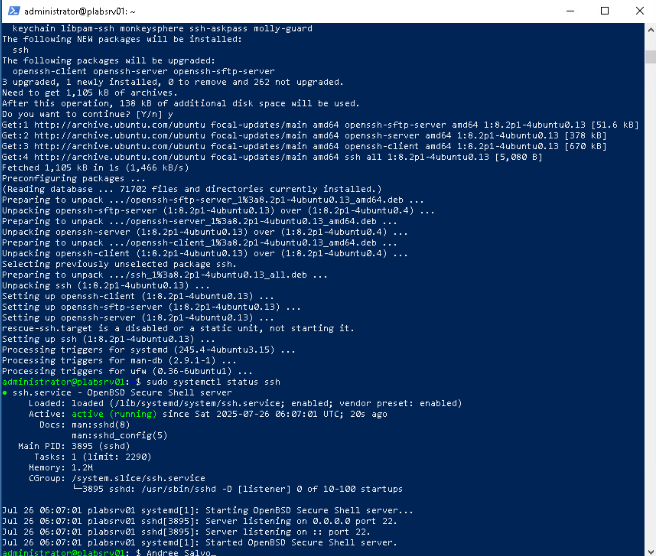 administrator@plabsrv01: ~
keychain libpam-ssh monkeysphere ssh-askpass molly-guard
The following NEW packages will be installed:
ssh
The following packages will be upgraded:
openssh-client openssh-server openssh-sftp-server
3 upgraded, 1 newly installed, 0 to remove and 262 not upgraded.
Need to get 1,105 kB of archives.
After this operation, 138 kB of additional disk space will be used.
Do you want to continue? [Y/n] y
Get:1 http://archive.ubuntu.com/ubuntu focal-updates/main amd64 openssh-sftp-server amd64 1:8.2p1-4ubuntu0.13 [51.6 kB]
Get:2 http://archive.ubuntu.com/ubuntu focal-updates/main amd64 openssh-server amd64 1:8.2p1-4ubuntu0.13 [378 kB]
Get:3 http://archive.ubuntu.com/ubuntu focal-updates/main amd64 openssh-client amd64 1:8.2p1-4ubuntu0.13 [670 kB]
Get:4 http://archive.ubuntu.com/ubuntu focal-updates/main amd64 ssh all 1:8.2p1-4ubuntu0.13 [5,080 B]
Fetched 1,105 kB in 1s (1,466 kB/s)
Preconfiguring packages ...
(Reading database ... 71702 files and directories currently installed.)
Preparing to unpack .../openssh-sftp-server_1%3a8.2p1-4ubuntu0.13_amd64.deb ...
Unpacking openssh-sftp-server (1:8.2p1-4ubuntu0.13) over (1:8.2p1-4ubuntu0.4) ...
Preparing to unpack .../openssh-server_1%3a8.2p1-4ubuntu0.13_amd64.deb ...
Unpacking openssh-server (1:8.2p1-4ubuntu0.13) over (1:8.2p1-4ubuntu0.4) ...
Preparing to unpack .../openssh-client_1%3a8.2p1-4ubuntu0.13_amd64.deb ...
Unpacking openssh-client (1:8.2p1-4ubuntu0.13) over (1:8.2p1-4ubuntu0.4) ...
Selecting previously unselected package ssh.
Preparing to unpack .../ssh_1%3a8.2p1-4ubuntu0.13_all.deb ...
Unpacking ssh (1:8.2p1-4ubuntu0.13) ...
Setting up openssh-client (1:8.2p1-4ubuntu0.13) ...
Setting up openssh-sftp-server (1:8.2p1-4ubuntu0.13) ...
Setting up openssh-server (1:8.2p1-4ubuntu0.13) ...
rescue-ssh.target is a disabled or a static unit, not starting it.
Setting up ssh (1:8.2p1-4ubuntu0.13) ...
Processing triggers for systemd (245.4-4ubuntu3.15) ...
Processing triggers for man-db (2.9.1-1) ...
Processing triggers for ufw (0.36-6ubuntu1) ...
administrator@plabsrv01: $ sudo systemctl status ssh
● ssh.service - OpenBSD Secure Shell server
Loaded: loaded (/lib/systemd/system/ssh.service; enabled; vendor preset: enabled)
Active: active (running) since Sat 2025-07-26 06:07:01 UTC; 20s ago
Docs: man:sshd(8)
man:sshd_config(5)
Main PID: 3895 (sshd)
Tasks: 1 (limit: 2290)
Memory: 1.2M
CGroup: /system.slice/ssh.service
└─3895 sshd: /usr/sbin/sshd -D [listener] 0 of 10-100 startups
Jul 26 06:07:01 plabsrv01 systemd[1]: Starting OpenBSD Secure Shell server...
Jul 26 06:07:01 plabsrv01 sshd[3895]: Server listening on 0.0.0.0 port 22.
Jul 26 06:07:01 plabsrv01 sshd[3895]: Server listening on :: port 22.
Jul 26 06:07:01 plabsrv01 systemd[1]: Started OpenBSD Secure Shell server.
administrator@plabsrv01: $ Andree Salvo_